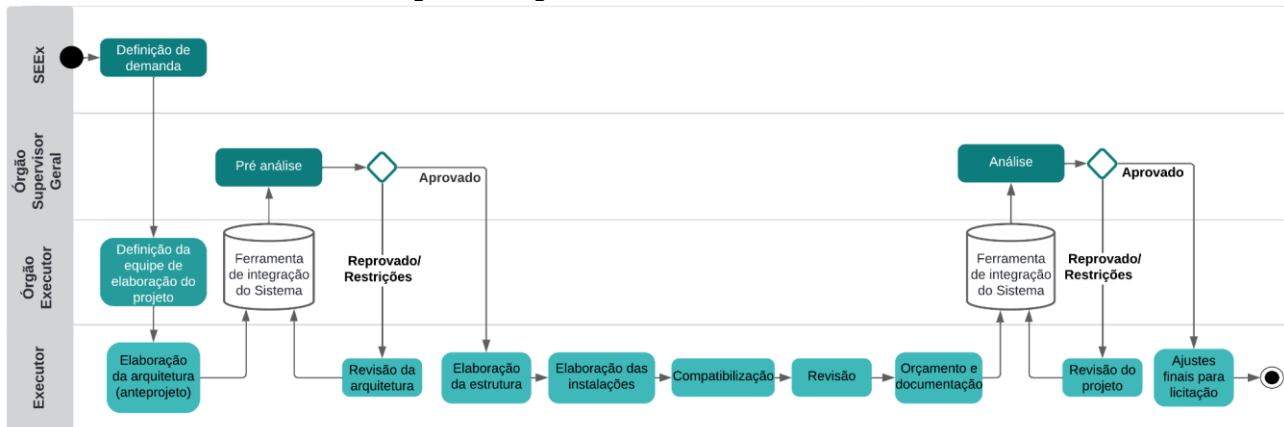 SEEx
Definição de
demanda
Órgão
Supervisor
Geral
Pré análise
Aprovado
Análise
Aprovado
Órgão
Executor
Definição da
equipe de
elaboração do
projeto
Ferramenta
de integração
do Sistema
Reprovado/
Restrições
Ferramenta
de integração
do Sistema
Reprovado/
Restrições
Executor
Elaboração
da arquitetura
(anteprojeto)
Revisão da
arquitetura
Elaboração
da estrutura
Elaboração das
instalações
Compatibilização
Revisão
Orçamento e
documentação
Revisão do
projeto
Ajustes
finais para
licitação